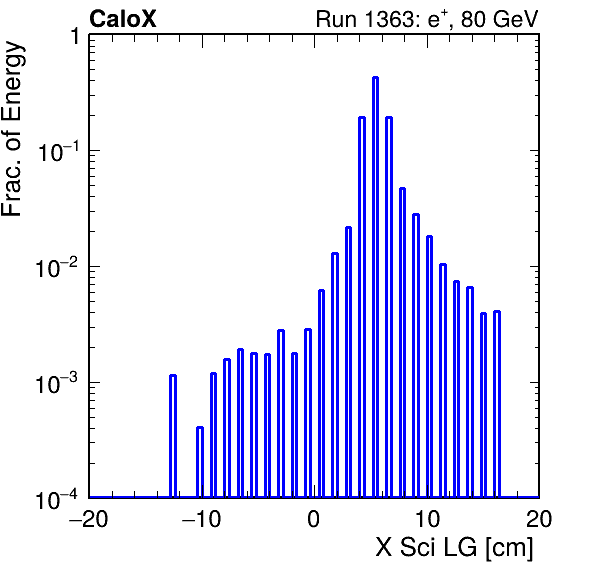 CaloX Run 1363: e⁺, 80 GeV
Frac. of Energy
1
10⁻¹
10⁻²
10⁻³
10⁻⁴
−20 −10 0 10 20
X Sci LG [cm]